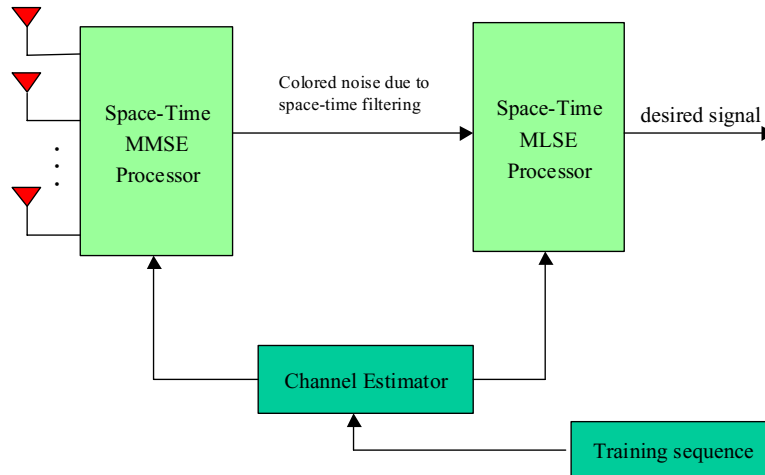 Space-Time
MMSE
Processor
Colored noise due to
space-time filtering
Space-Time
MLSE
Processor
desired signal
Channel Estimator
Training sequence